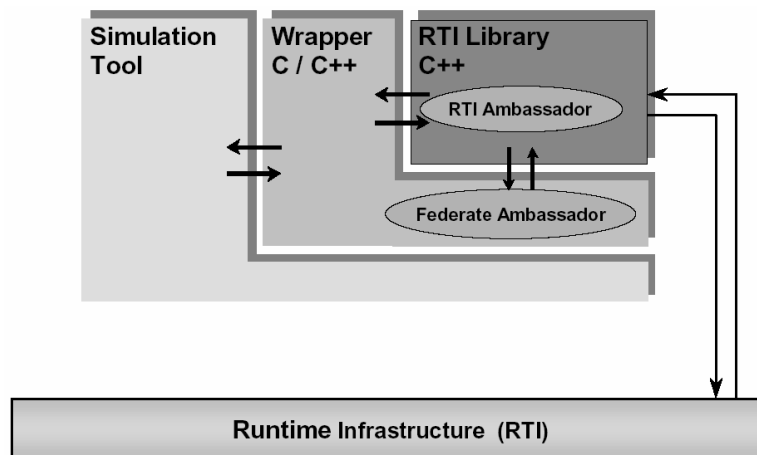 Simulation
Tool
Wrapper
C / C++
RTI Library
C++
RTI Ambassador
Federate Ambassador
Runtime Infrastructure (RTI)